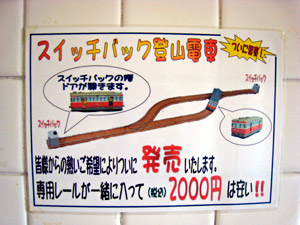 スイッチバック登山電車
ついに登場!
スイッチバックの際
ドアが開きます。
スイッチバック
スイッチバック
皆様からの熱いご希望によりついに発売いたします。
専用レールが一緒に入って(税込)2000円は安い!!